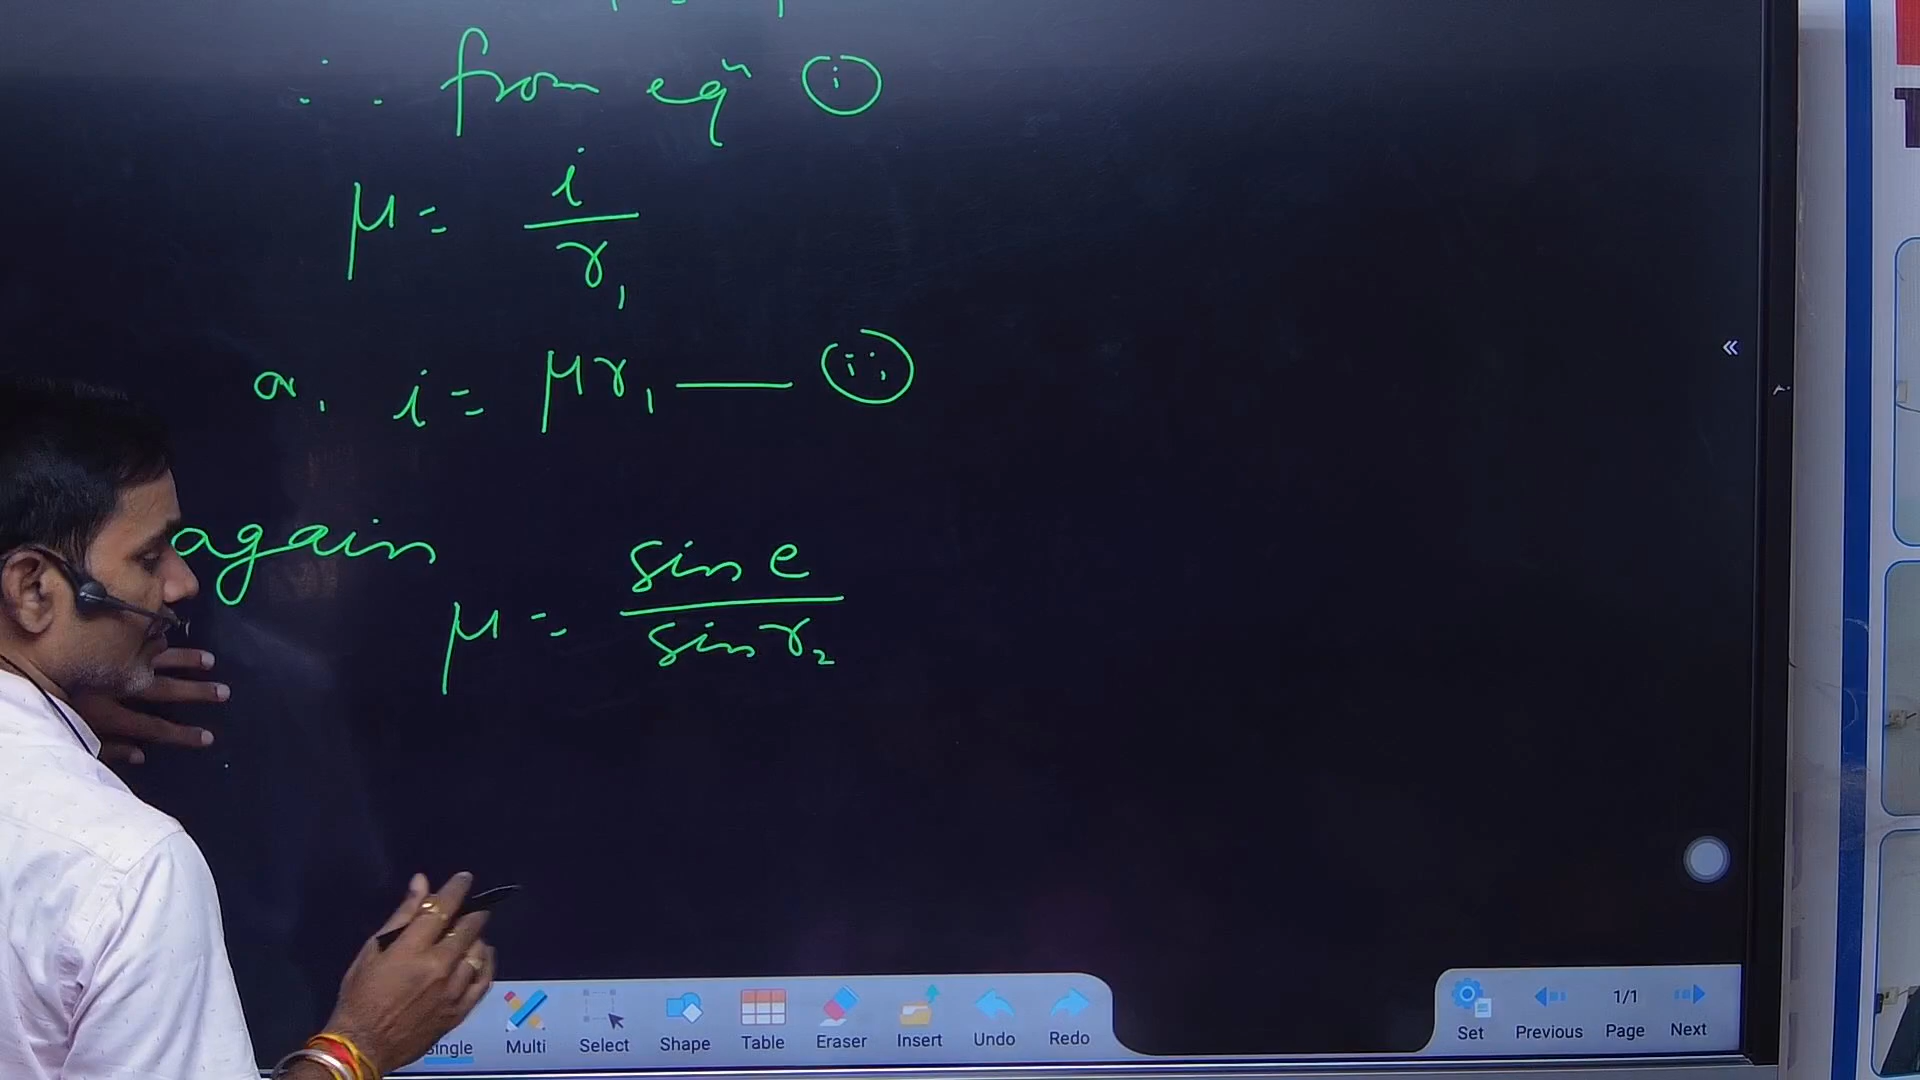 ∴ from eqⁿ (i)
μ = i / r₁
or, i = μr₁ —— (ii)
again
μ = sin e / sin r₂
Single Multi Select Shape Table Eraser Insert Undo Redo
Set Previous 1/1 Page Next